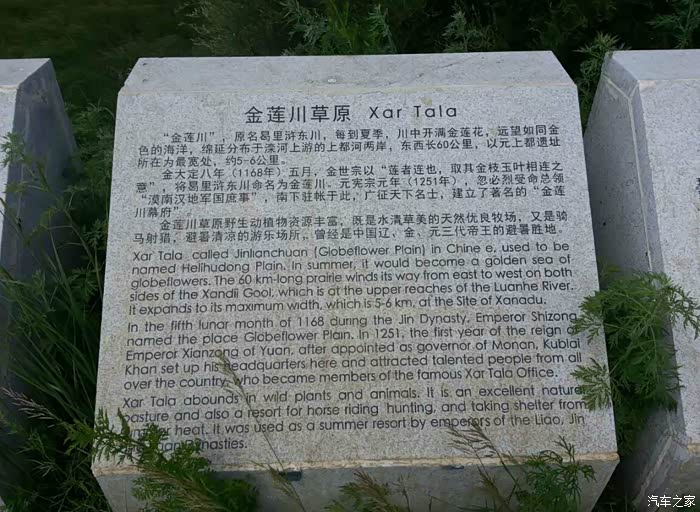 金莲川草原 Xar Tala
“金莲川”，原名曷里浒东川，每到夏季，川中开满金莲花，远望如同金
色的海洋，绵延分布于滦河上游的上都河两岸，东西长60公里，以元上都遗址
所在为最宽处，约5-6公里。
金大定八年（1168年）五月，金世宗以“莲者连也，取其金枝玉叶相连之
意”，将曷里浒东川命名为金莲川。元宪宗元年（1251年），忽必烈受命总领
“漠南汉地军国庶事”，南下驻帐于此，广征天下名士，建立了著名的“金莲
川幕府”。
金莲川草原野生动植物资源丰富，既是水清草美的天然优良牧场，又是骑
马射猎，避暑清凉的游乐场所，曾经是中国辽、金、元三代帝王的避暑胜地。
Xar Tala called Jinlianchuan (Globeflower Plain) in Chine e, used to be
named Helihudong Plain. In summer, it would become a golden sea of
globeflowers. The 60 km-long prairie winds its way from east to west on both
sides of the Xandii Gool, which is at the upper reaches of the Luanhe River.
It expands to its maximum width, which is 5-6 km, at the Site of Xanadu.
In the fifth lunar month of 1168 during the Jin Dynasty, Emperor Shizong
named the place Globeflower Plain. In 1251, the first year of the reign of
Emperor Xianzong of Yuan, after appointed as governor of Monan, Kublai
Khan set up his headquarters here and attracted talented people from all
over the country, who became members of the famous Xar Tala Office.
Xar Tala abounds in wild plants and animals. It is an excellent natural
pasture and also a resort for horse riding hunting, and taking shelter from
heat. It was used as a summer resort by emperors of the Liao, Jin
Dynasties.
汽车之家